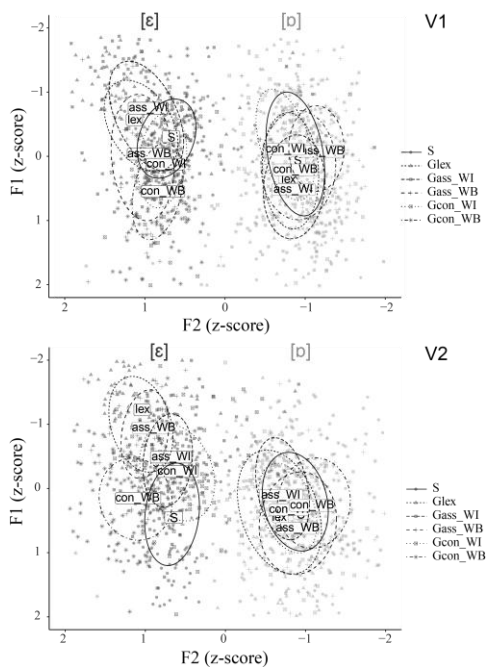 [ɛ] [ɒ] V1
−2
−1
0
1
2
F1 (z-score)
ass_WI
lex
S
ass_WB
con_WI
con_WB
con_WI
ass_WB
S
con_WB
lex
ass_WI
S
Glex
Gass_WI
Gass_WB
Gcon_WI
Gcon_WB
2 1 0 −1 −2
F2 (z-score)
[ɛ] [ɒ] V2
−2
−1
0
1
2
F1 (z-score)
lex
ass_WB
ass_WI
con_WI
con_WB
S
ass_WI
con_WB
con
lex
ass_WB
S
Glex
Gass_WI
Gass_WB
Gcon_WI
Gcon_WB
2 1 0 −1 −2
F2 (z-score)